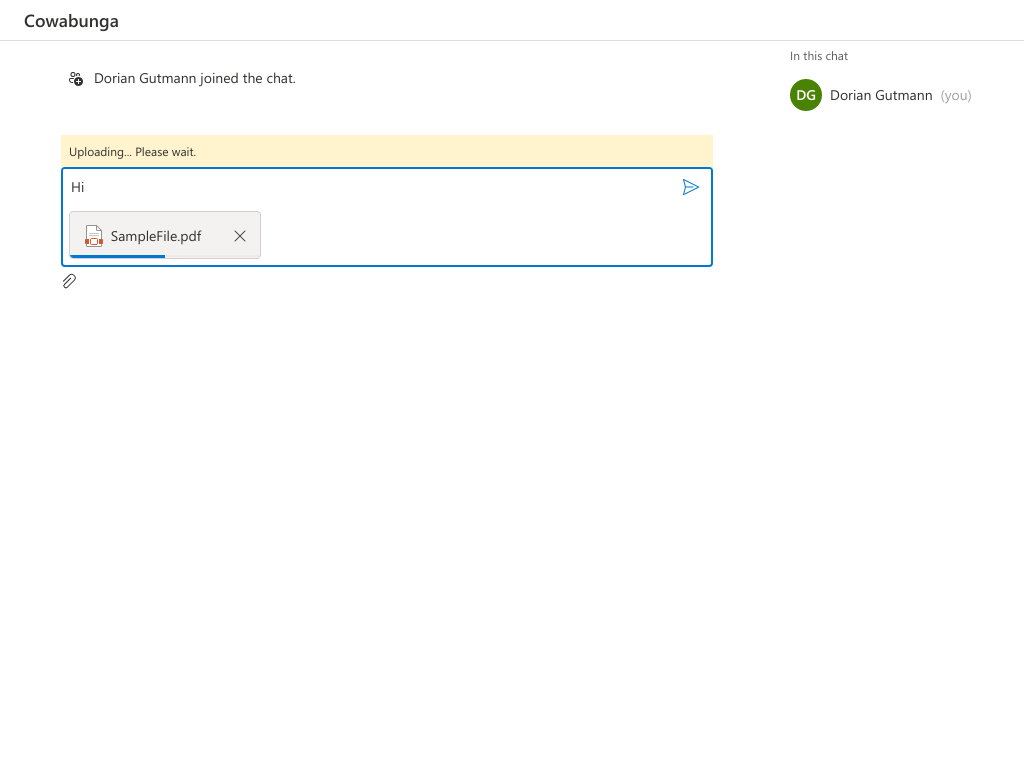 Cowabunga
Dorian Gutmann joined the chat.
Uploading... Please wait.
Hi
SampleFile.pdf
In this chat
DG Dorian Gutmann (you)